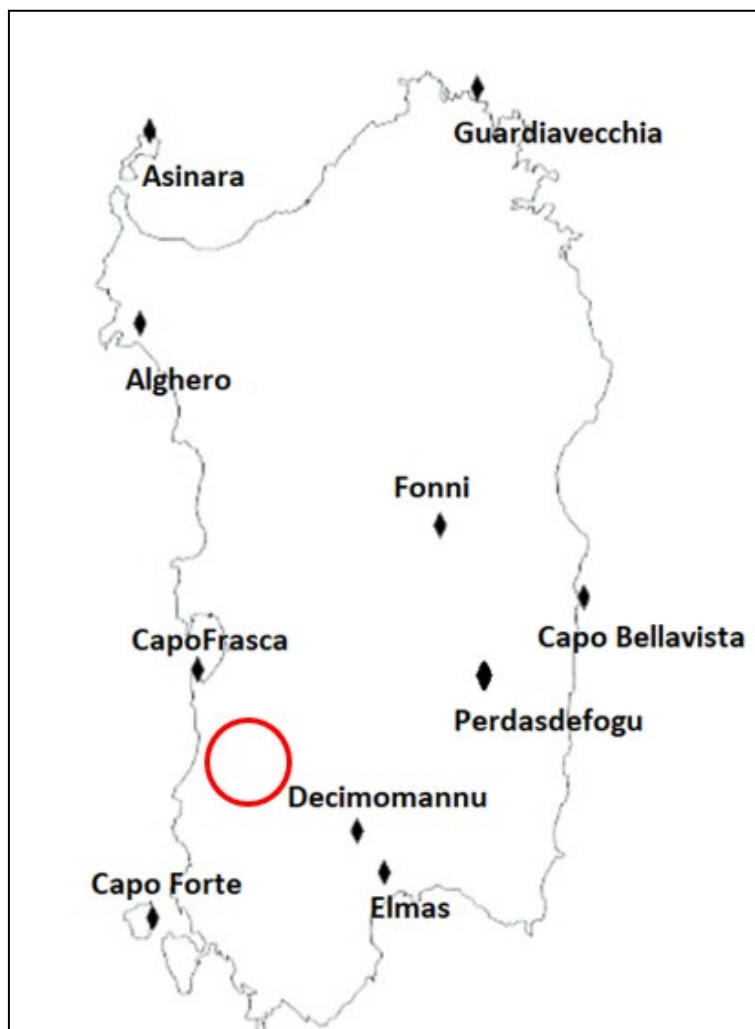 Guardiavecchia
Asinara
Alghero
Fonni
CapoFrasca
Capo Bellavista
Perdasdefogu
Decimomannu
Capo Forte
Elmas